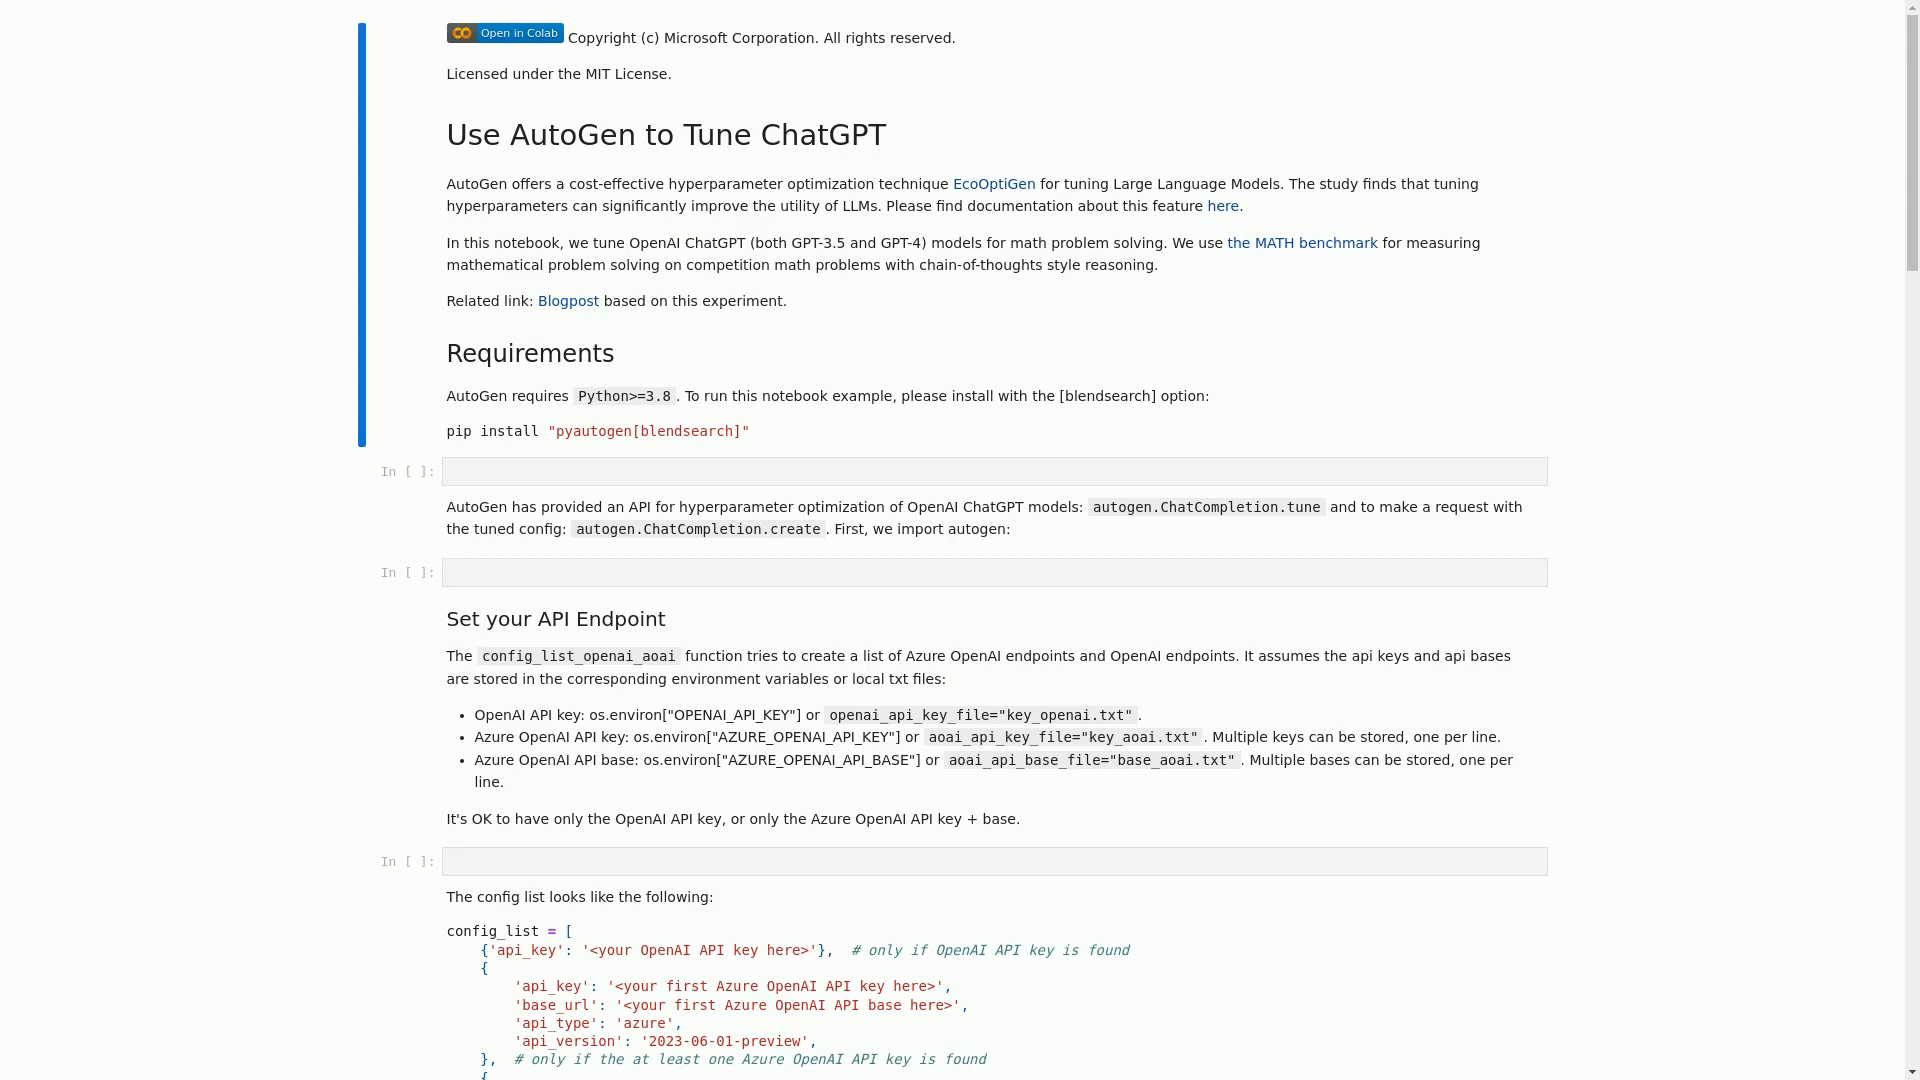 Open in Colab Copyright (c) Microsoft Corporation. All rights reserved.
Licensed under the MIT License.
Use AutoGen to Tune ChatGPT
AutoGen offers a cost-effective hyperparameter optimization technique EcoOptiGen for tuning Large Language Models. The study finds that tuning
hyperparameters can significantly improve the utility of LLMs. Please find documentation about this feature here.
In this notebook, we tune OpenAI ChatGPT (both GPT-3.5 and GPT-4) models for math problem solving. We use the MATH benchmark for measuring
mathematical problem solving on competition math problems with chain-of-thoughts style reasoning.
Related link: Blogpost based on this experiment.
Requirements
AutoGen requires Python>=3.8. To run this notebook example, please install with the [blendsearch] option:
pip install "pyautogen[blendsearch]"
In [ ]:
AutoGen has provided an API for hyperparameter optimization of OpenAI ChatGPT models: autogen.ChatCompletion.tune and to make a request with
the tuned config: autogen.ChatCompletion.create. First, we import autogen:
In [ ]:
Set your API Endpoint
The config_list_openai_aoai function tries to create a list of Azure OpenAI endpoints and OpenAI endpoints. It assumes the api keys and api bases
are stored in the corresponding environment variables or local txt files:
• OpenAI API key: os.environ["OPENAI_API_KEY"] or openai_api_key_file="key_openai.txt".
• Azure OpenAI API key: os.environ["AZURE_OPENAI_API_KEY"] or aoai_api_key_file="key_aoai.txt". Multiple keys can be stored, one per line.
• Azure OpenAI API base: os.environ["AZURE_OPENAI_API_BASE"] or aoai_api_base_file="base_aoai.txt". Multiple bases can be stored, one per
line.
It's OK to have only the OpenAI API key, or only the Azure OpenAI API key + base.
In [ ]:
The config list looks like the following:
config_list = [
    {'api_key': '<your OpenAI API key here>'},  # only if OpenAI API key is found
    {
        'api_key': '<your first Azure OpenAI API key here>',
        'base_url': '<your first Azure OpenAI API base here>',
        'api_type': 'azure',
        'api_version': '2023-06-01-preview',
    },  # only if the at least one Azure OpenAI API key is found
    {